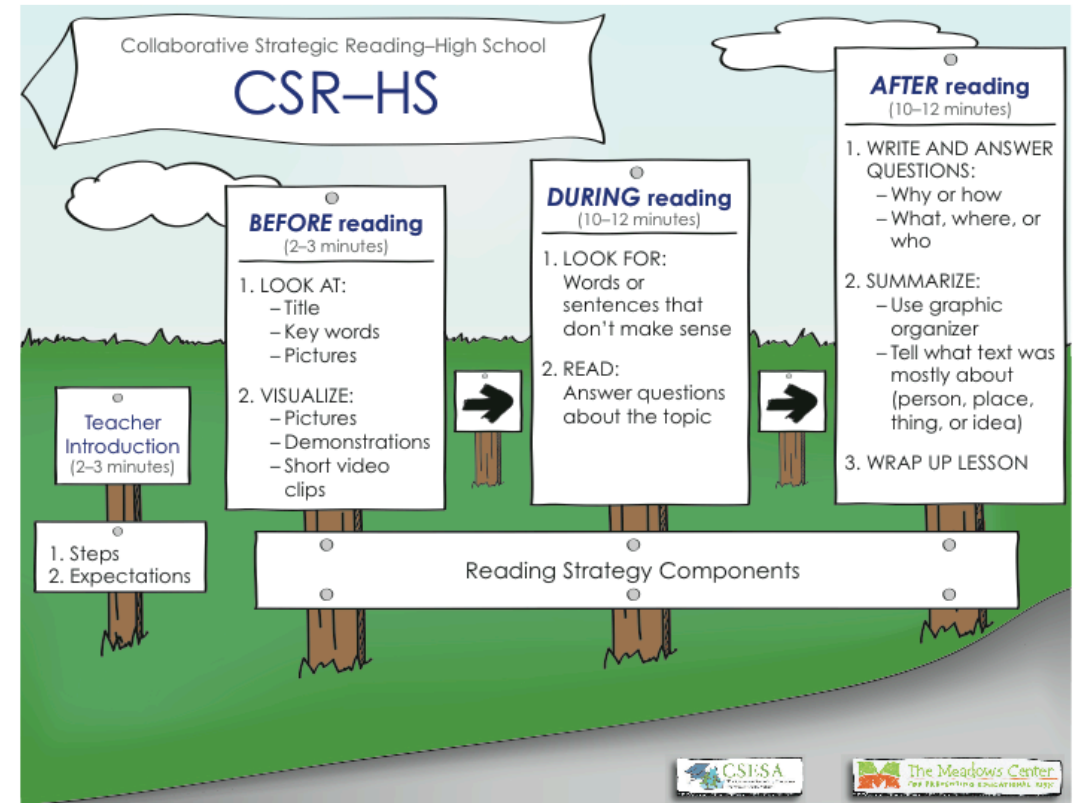 Collaborative Strategic Reading–High School
CSR–HS
Teacher
Introduction
(2–3 minutes)
1. Steps
2. Expectations
BEFORE reading
(2–3 minutes)
1. LOOK AT:
– Title
– Key words
– Pictures
2. VISUALIZE:
– Pictures
– Demonstrations
– Short video
clips
DURING reading
(10–12 minutes)
1. LOOK FOR:
Words or
sentences that
don't make sense
2. READ:
Answer questions
about the topic
AFTER reading
(10–12 minutes)
1. WRITE AND ANSWER
QUESTIONS:
– Why or how
– What, where, or
who
2. SUMMARIZE:
– Use graphic
organizer
– Tell what text was
mostly about
(person, place,
thing, or idea)
3. WRAP UP LESSON
Reading Strategy Components
CSESA
The Meadows Center
FOR PREVENTING EDUCATIONAL RISK